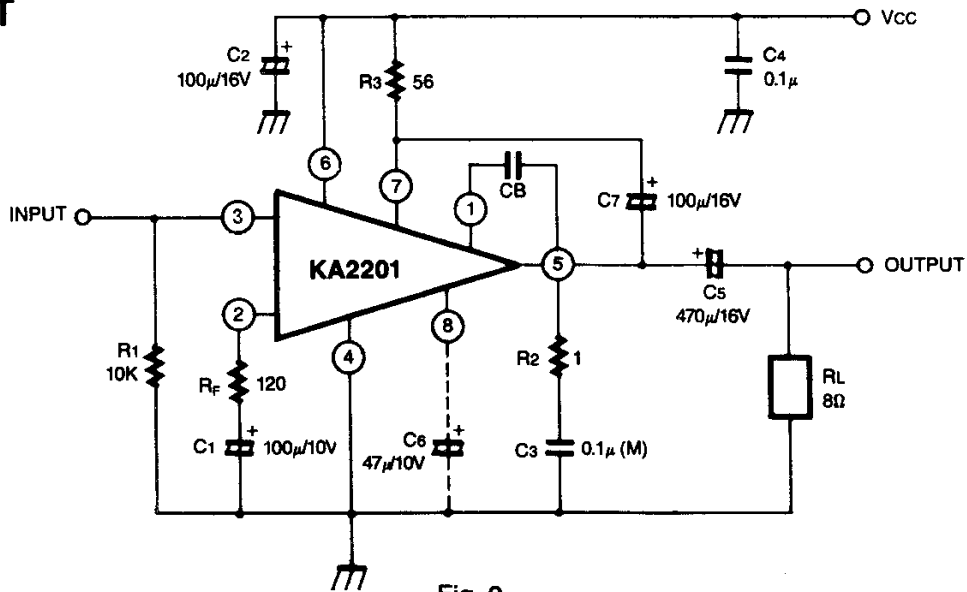 T
VCC
C2
100μ/16V
R3 56
C4
0.1μ
6
7
1
CB
C7 100μ/16V
INPUT
3
KA2201
5
C5
470μ/16V
OUTPUT
2
4
8
R1
10K
RF 120
C1 100μ/10V
C6
47μ/10V
R2 1
C3 0.1μ (M)
RL
8Ω